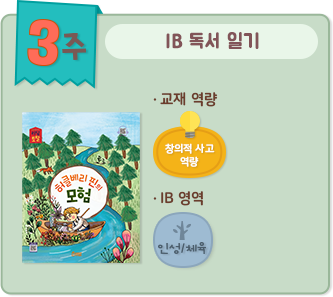 3주
IB 독서 일기
· 교재 역량
창의적 사고
역량
허클베리 핀의
모험
· IB 영역
인성/체육